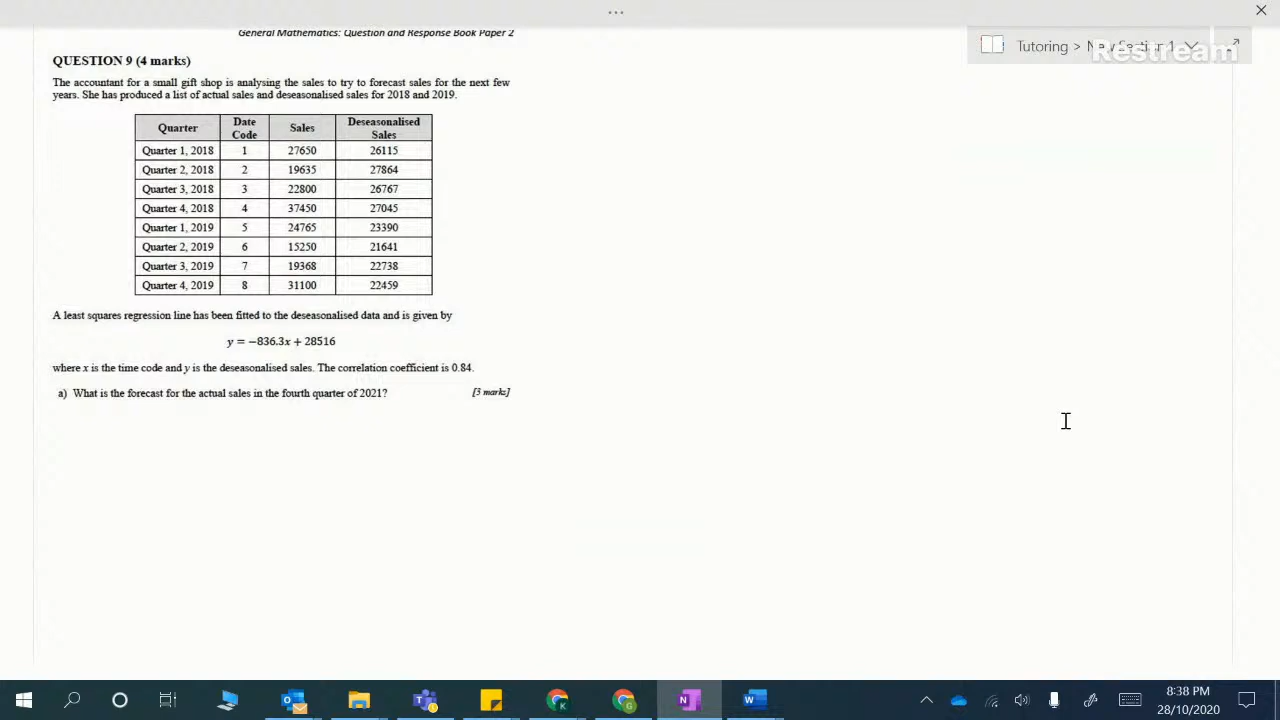 ...
General Mathematics: Question and Response Book Paper 2
Restream
QUESTION 9 (4 marks)
The accountant for a small gift shop is analysing the sales to try to forecast sales for the next few
years. She has produced a list of actual sales and deseasonalised sales for 2018 and 2019.
Quarter Date Code Sales Deseasonalised Sales
Quarter 1, 2018 1 27650 26115
Quarter 2, 2018 2 19635 27864
Quarter 3, 2018 3 22800 26767
Quarter 4, 2018 4 37450 27045
Quarter 1, 2019 5 24765 23390
Quarter 2, 2019 6 15250 21641
Quarter 3, 2019 7 19368 22738
Quarter 4, 2019 8 31100 22459
A least squares regression line has been fitted to the deseasonalised data and is given by
y = −836.3x + 28516
where x is the time code and y is the deseasonalised sales. The correlation coefficient is 0.84.
a) What is the forecast for the actual sales in the fourth quarter of 2021? [3 marks]
Tutoring > New Section 1
8:38 PM
28/10/2020